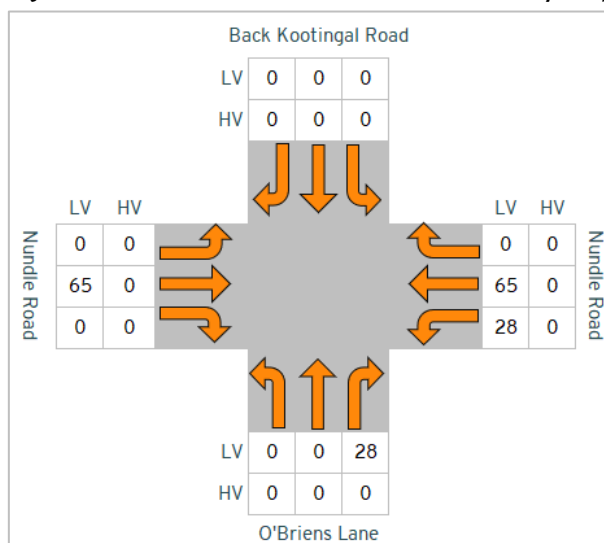 Back Kootingal Road
LV 0 0 0
HV 0 0 0
LV HV
LV HV
Nundle Road
0 0
65 0
0 0
0 0
65 0
28 0
Nundle Road
LV 0 0 28
HV 0 0 0
O'Briens Lane